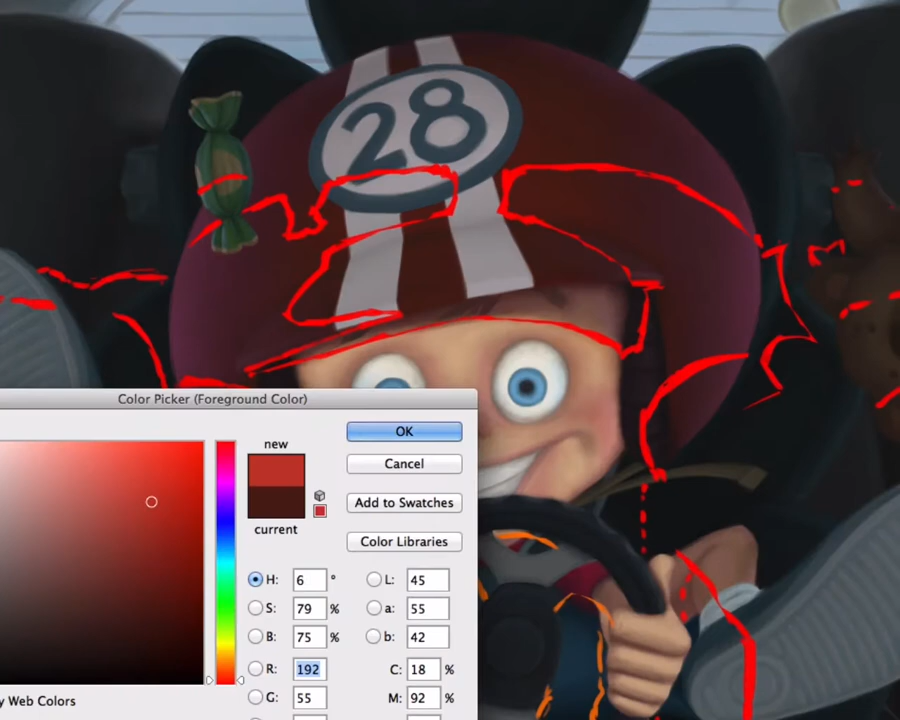 28
Color Picker (Foreground Color)
new
current
OK
Cancel
Add to Swatches
Color Libraries
H: 6 °
L: 45
S: 79 %
a: 55
B: 75 %
b: 42
R: 192
C: 18 %
G: 55
M: 92 %
y Web Colors